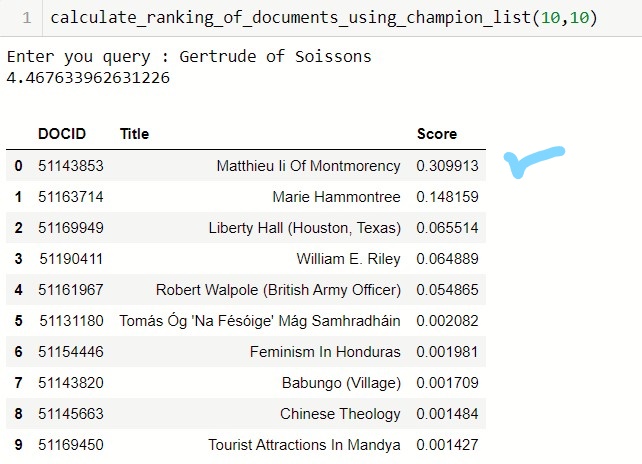 1 calculate_ranking_of_documents_using_champion_list(10,10)
Enter you query : Gertrude of Soissons
4.467633962631226
DOCID Title Score
0 51143853 Matthieu Ii Of Montmorency 0.309913
1 51163714 Marie Hammontree 0.148159
2 51169949 Liberty Hall (Houston, Texas) 0.065514
3 51190411 William E. Riley 0.064889
4 51161967 Robert Walpole (British Army Officer) 0.054865
5 51131180 Tomás Óg 'Na Fésóige' Mág Samhradháin 0.002082
6 51154446 Feminism In Honduras 0.001981
7 51143820 Babungo (Village) 0.001709
8 51145663 Chinese Theology 0.001484
9 51169450 Tourist Attractions In Mandya 0.001427